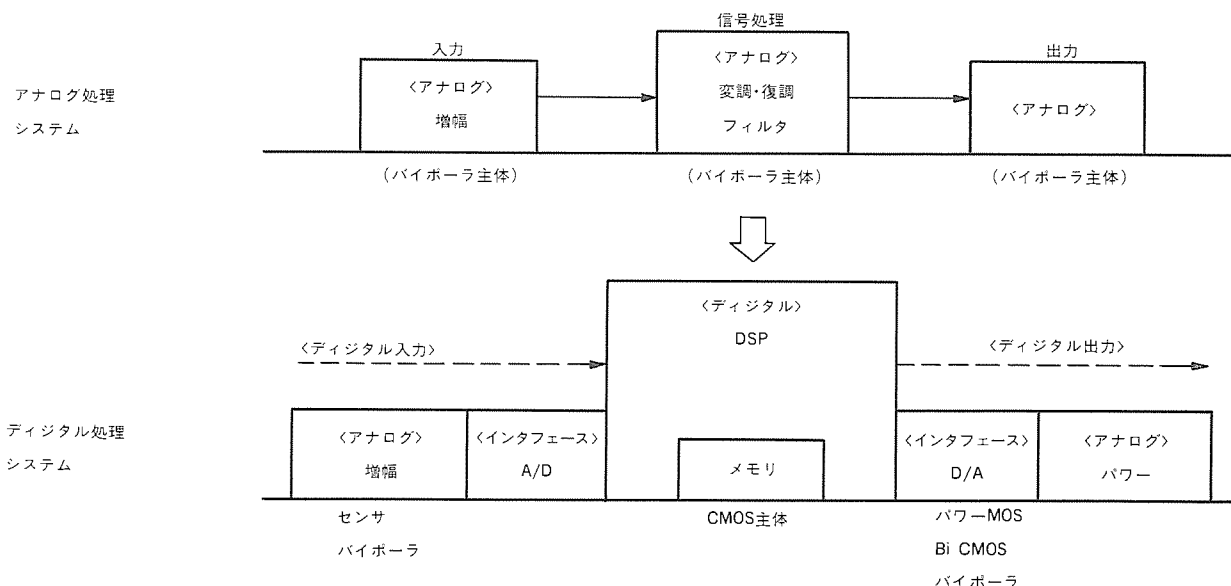 アナログ処理
システム
入力
〈アナログ〉
増幅
(バイポーラ主体)
信号処理
〈アナログ〉
変調・復調
フィルタ
(バイポーラ主体)
出力
〈アナログ〉
(バイポーラ主体)
ディジタル処理
システム
〈ディジタル入力〉
〈アナログ〉
増幅
センサ
バイポーラ
〈インタフェース〉
A/D
〈ディジタル〉
DSP
メモリ
CMOS主体
〈ディジタル出力〉
〈インタフェース〉
D/A
〈アナログ〉
パワー
パワーMOS
Bi CMOS
バイポーラ